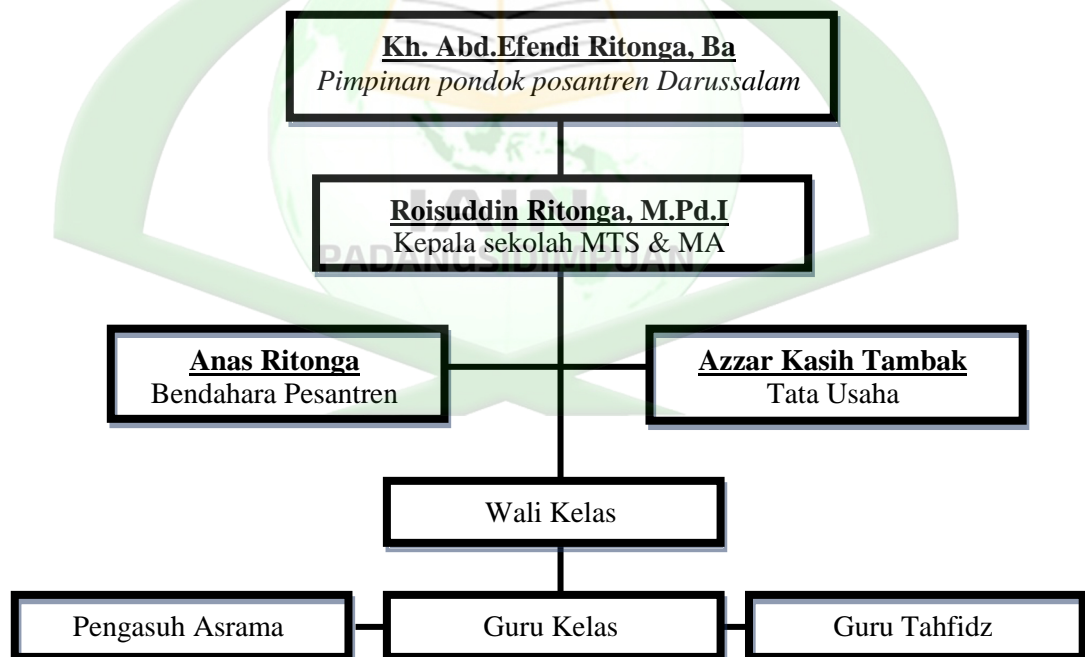 Kh. Abd.Efendi Ritonga, Ba
Pimpinan pondok posantren Darussalam
IAIN
Roisuddin Ritonga, M.Pd.I
Kepala sekolah MTS & MA
PADANGSIDIMPUAN
Anas Ritonga
Bendahara Pesantren
Azzar Kasih Tambak
Tata Usaha
Wali Kelas
Pengasuh Asrama
Guru Kelas
Guru Tahfidz